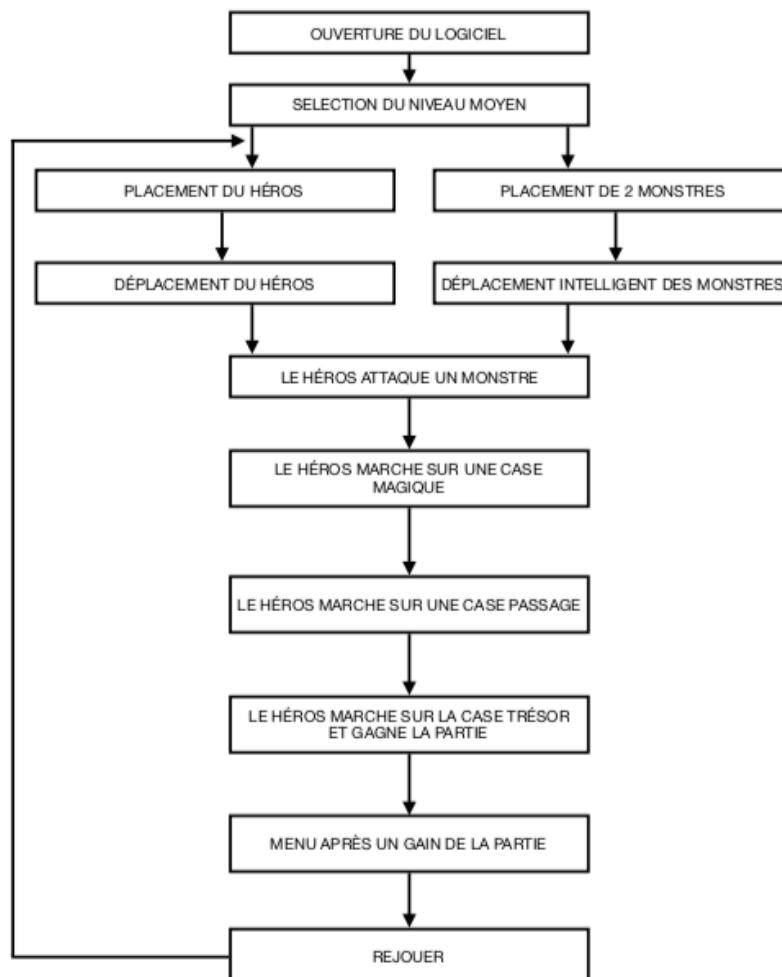 OUVERTURE DU LOGICIEL
SELECTION DU NIVEAU MOYEN
PLACEMENT DU HÉROS
PLACEMENT DE 2 MONSTRES
DÉPLACEMENT DU HÉROS
DÉPLACEMENT INTELLIGENT DES MONSTRES
LE HÉROS ATTAQUE UN MONSTRE
LE HÉROS MARCHE SUR UNE CASE
MAGIQUE
LE HÉROS MARCHE SUR UNE CASE PASSAGE
LE HÉROS MARCHE SUR LA CASE TRÉSOR
ET GAGNE LA PARTIE
MENU APRÈS UN GAIN DE LA PARTIE
REJOUER